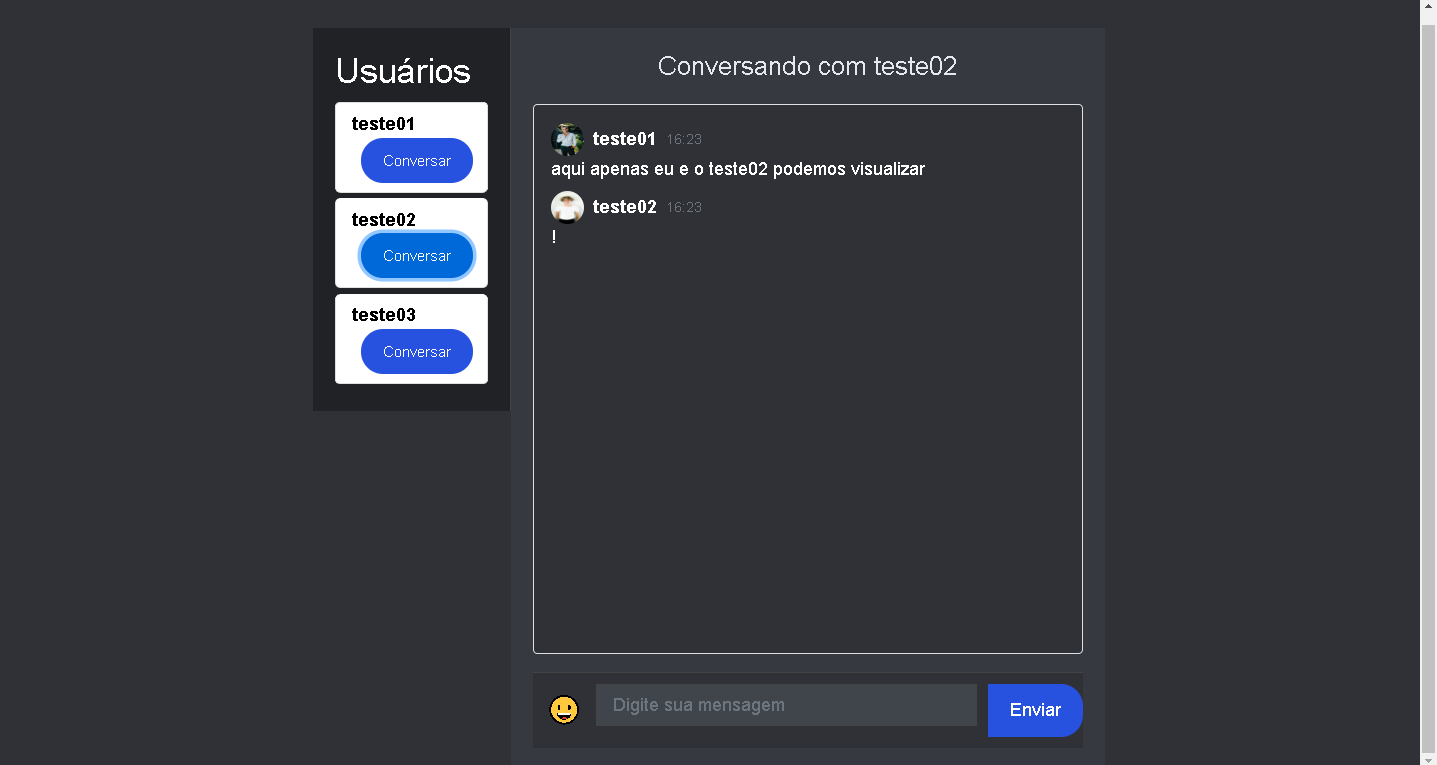 Usuários
teste01
Conversar
teste02
Conversar
teste03
Conversar
Conversando com teste02
teste01 16:23
aqui apenas eu e o teste02 podemos visualizar
teste02 16:23
!
Digite sua mensagem
Enviar